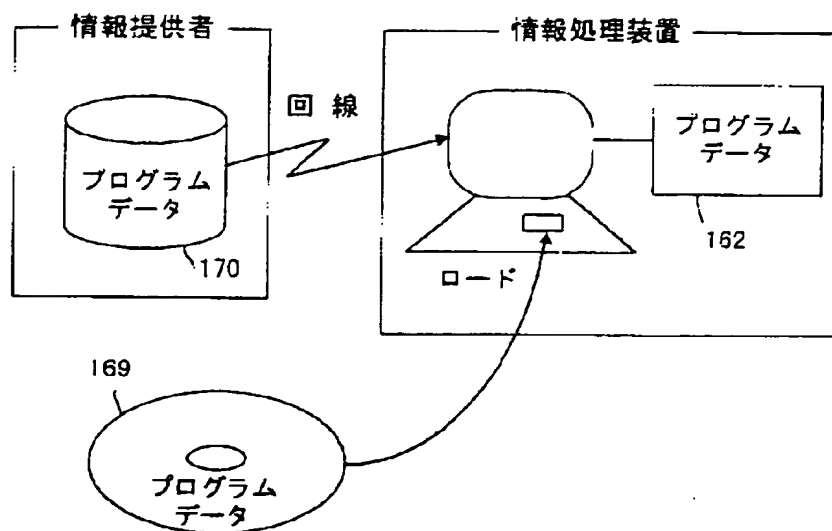 情報提供者
情報処理装置
回線
プログラム
データ
170
プログラム
データ
162
ロード
169
プログラム
データ